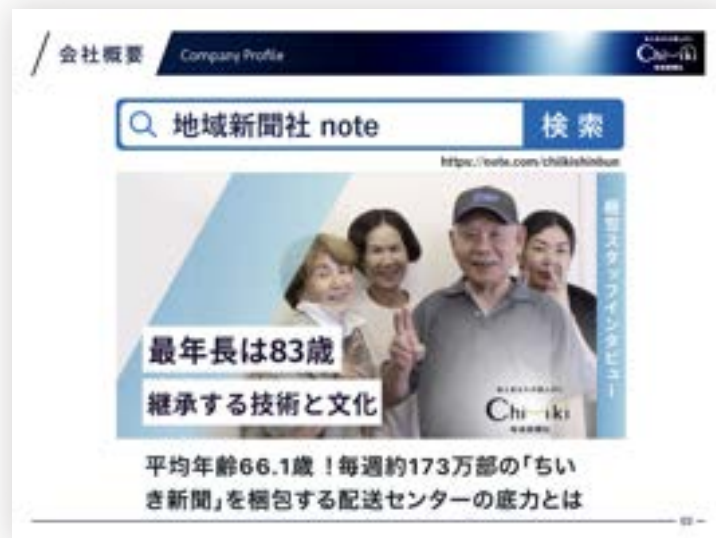 会社概要
Company Profile
Chi-iki
地域新聞社 note
検索
https://note.com/chiikishinbun
梱包スタッフインタビュー
最年長は83歳
継承する技術と文化
Chi-iki
平均年齢66.1歳！毎週約173万部の「ちい
き新聞」を梱包する配送センターの底力とは